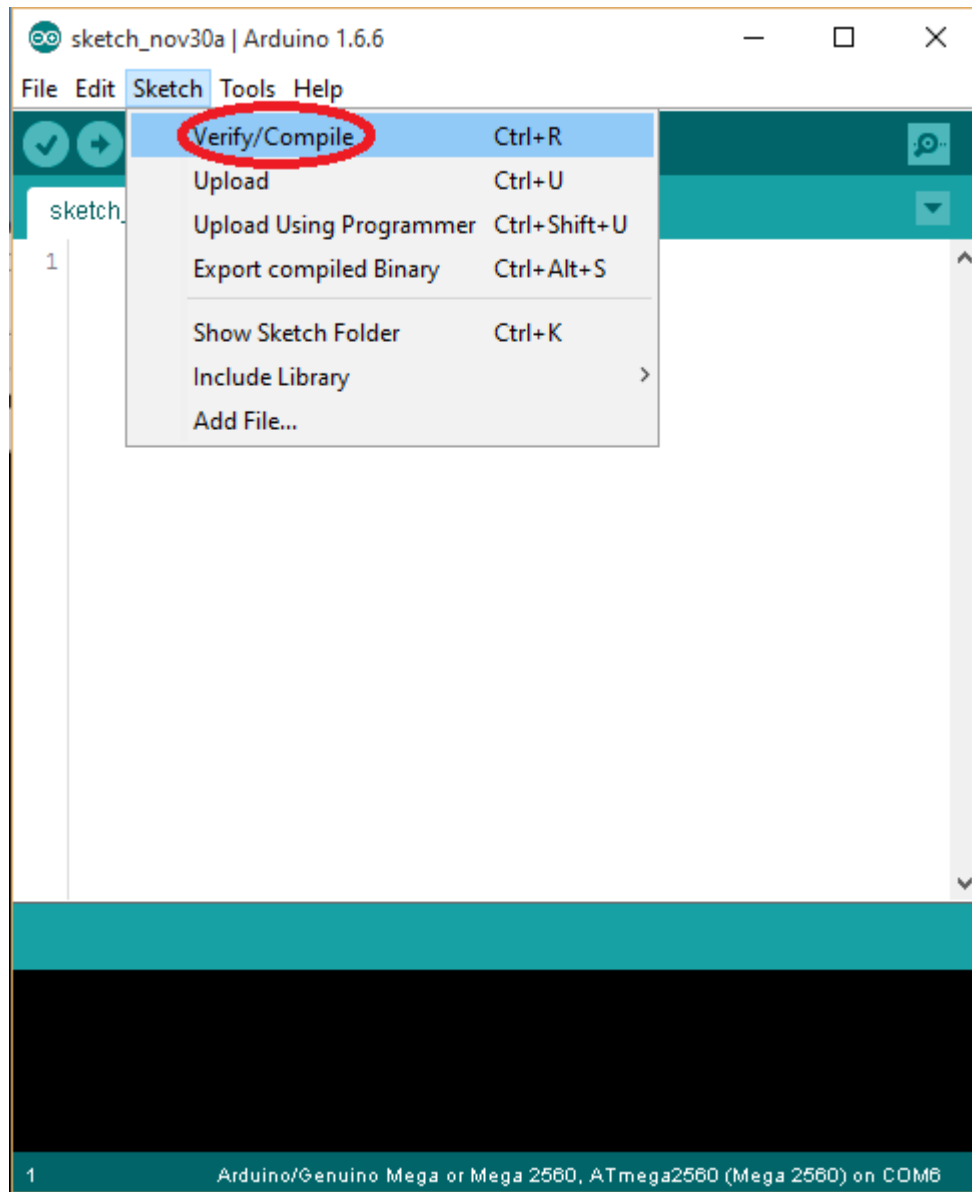 sketch_nov30a | Arduino 1.6.6
File Edit Sketch Tools Help
Verify/Compile Ctrl+R
Upload Ctrl+U
sketch_
Upload Using Programmer Ctrl+Shift+U
1
Export compiled Binary Ctrl+Alt+S
Show Sketch Folder Ctrl+K
Include Library
Add File...
1 Arduino/Genuino Mega or Mega 2560, ATmega2560 (Mega 2560) on COM6